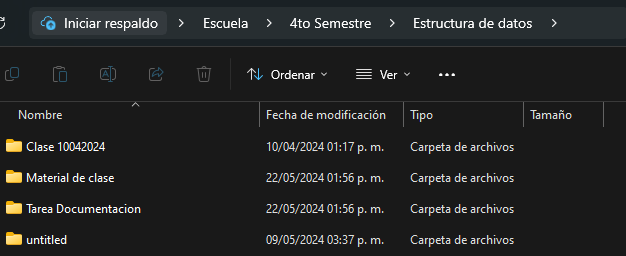 Iniciar respaldo > Escuela > 4to Semestre > Estructura de datos >
Ordenar Ver ...
Nombre Fecha de modificación Tipo Tamaño
Clase 10042024 10/04/2024 01:17 p. m. Carpeta de archivos
Material de clase 22/05/2024 01:56 p. m. Carpeta de archivos
Tarea Documentacion 22/05/2024 01:56 p. m. Carpeta de archivos
untitled 09/05/2024 03:37 p. m. Carpeta de archivos